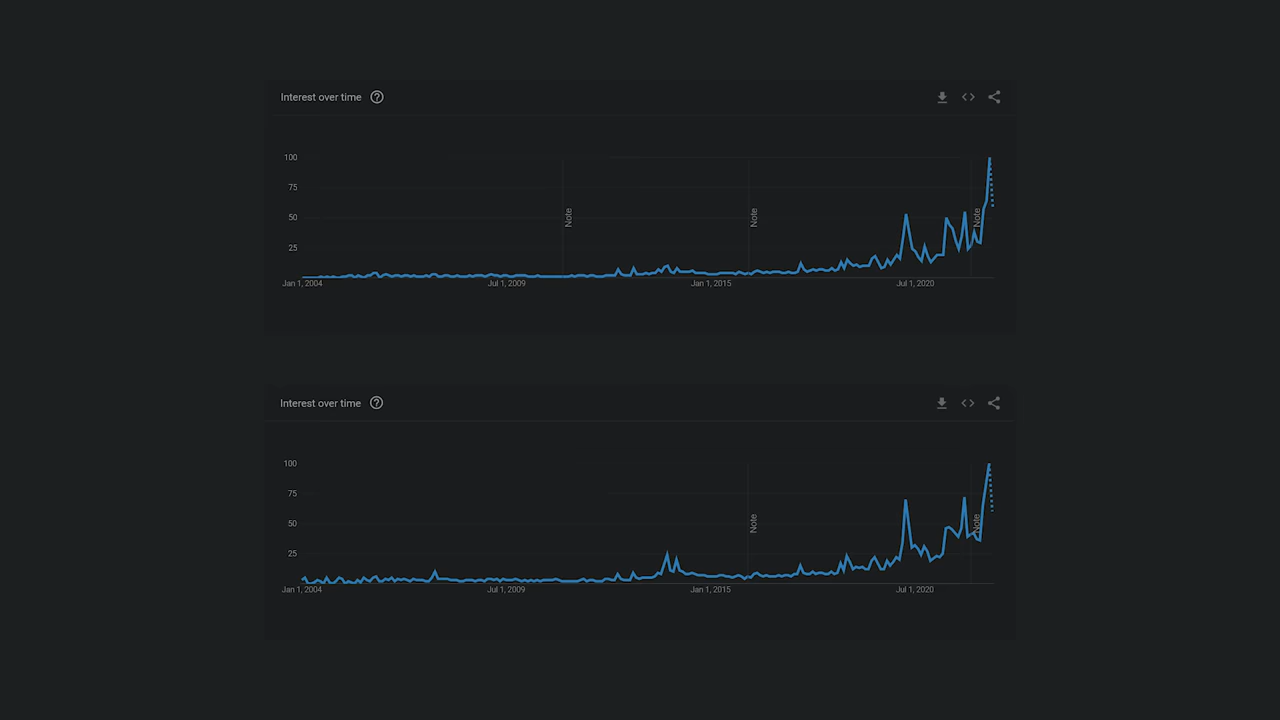 Interest over time
100
75
50
25
Note
Note
Note
Jan 1, 2004
Jul 1, 2009
Jan 1, 2015
Jul 1, 2020
Interest over time
100
75
50
25
Note
Note
Jan 1, 2004
Jul 1, 2009
Jan 1, 2015
Jul 1, 2020